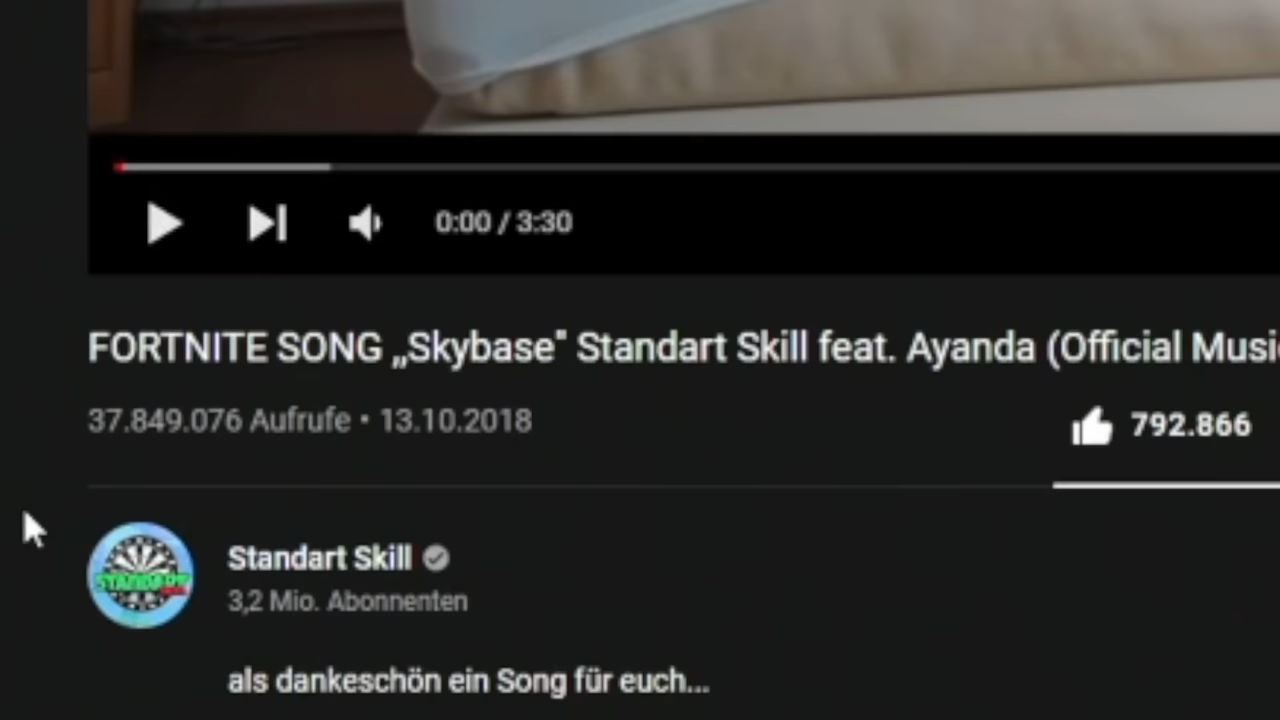 0:00 / 3:30
FORTNITE SONG „Skybase" Standart Skill feat. Ayanda (Official Musi
37.849.076 Aufrufe • 13.10.2018
792.866
Standart Skill
3,2 Mio. Abonnenten
als dankeschön ein Song für euch...